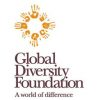 Global
Diversity
Foundation
A world of difference